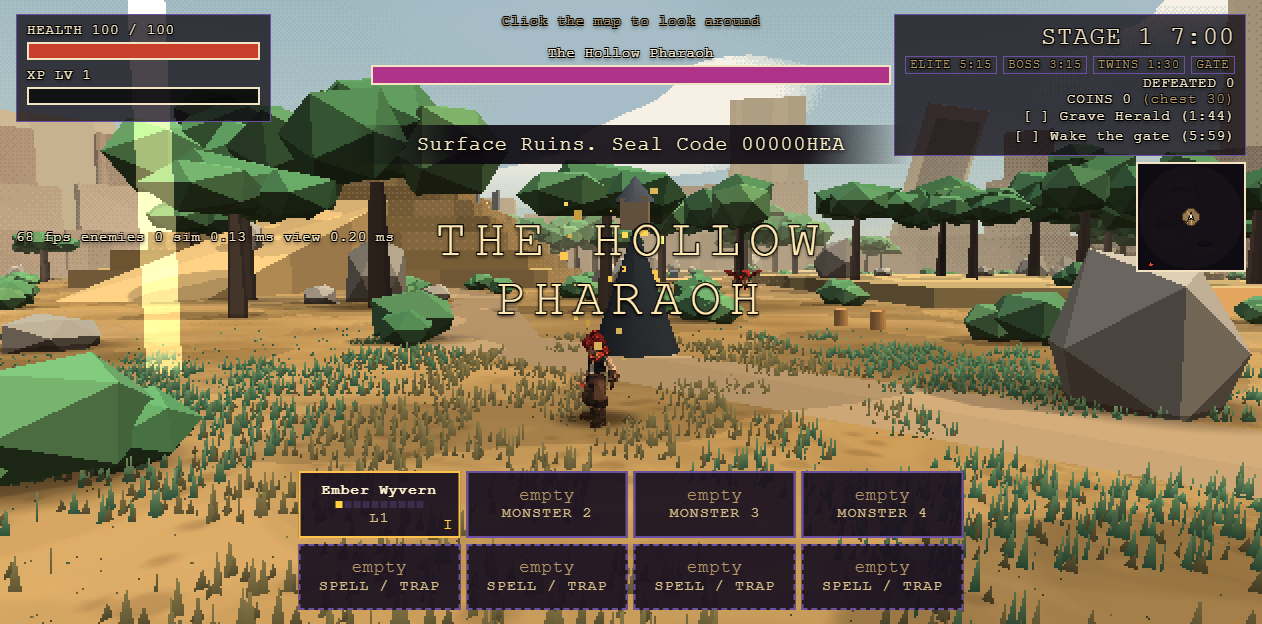 HEALTH 100 / 100
XP LV 1
Click the map to look around
The Hollow Pharaoh
STAGE 1 7:00
ELITE 5:15 BOSS 3:15 TWINS 1:30 GATE
DEFEATED 0
COINS 0 (chest 30)
[ ] Grave Herald (1:44)
[ ] Wake the gate (5:59)
Surface Ruins. Seal Code 00000HEA
68 fps enemies 0 sim 0.13 ms view 0.20 ms
THE HOLLOW
PHARAOH
Ember Wyvern
L1
I
empty
MONSTER 2
empty
MONSTER 3
empty
MONSTER 4
empty
SPELL / TRAP
empty
SPELL / TRAP
empty
SPELL / TRAP
empty
SPELL / TRAP